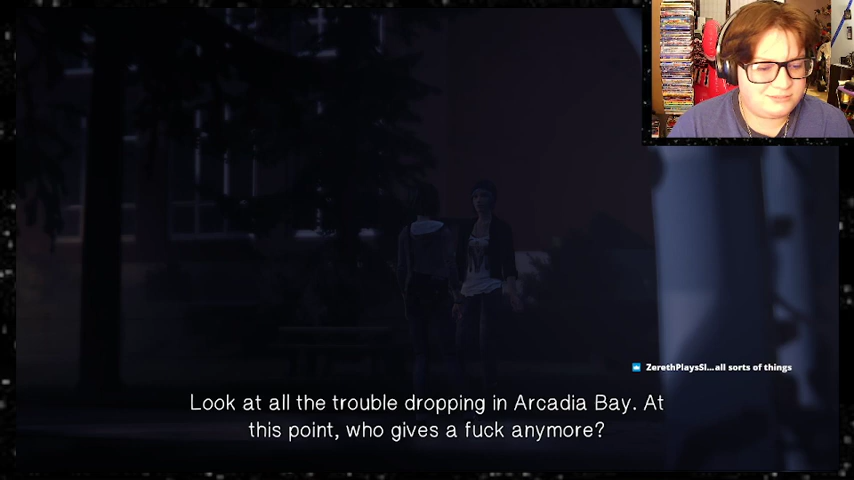 ZerethPlaysSI...all sorts of things
Look at all the trouble dropping in Arcadia Bay. At
this point, who gives a fuck anymore?